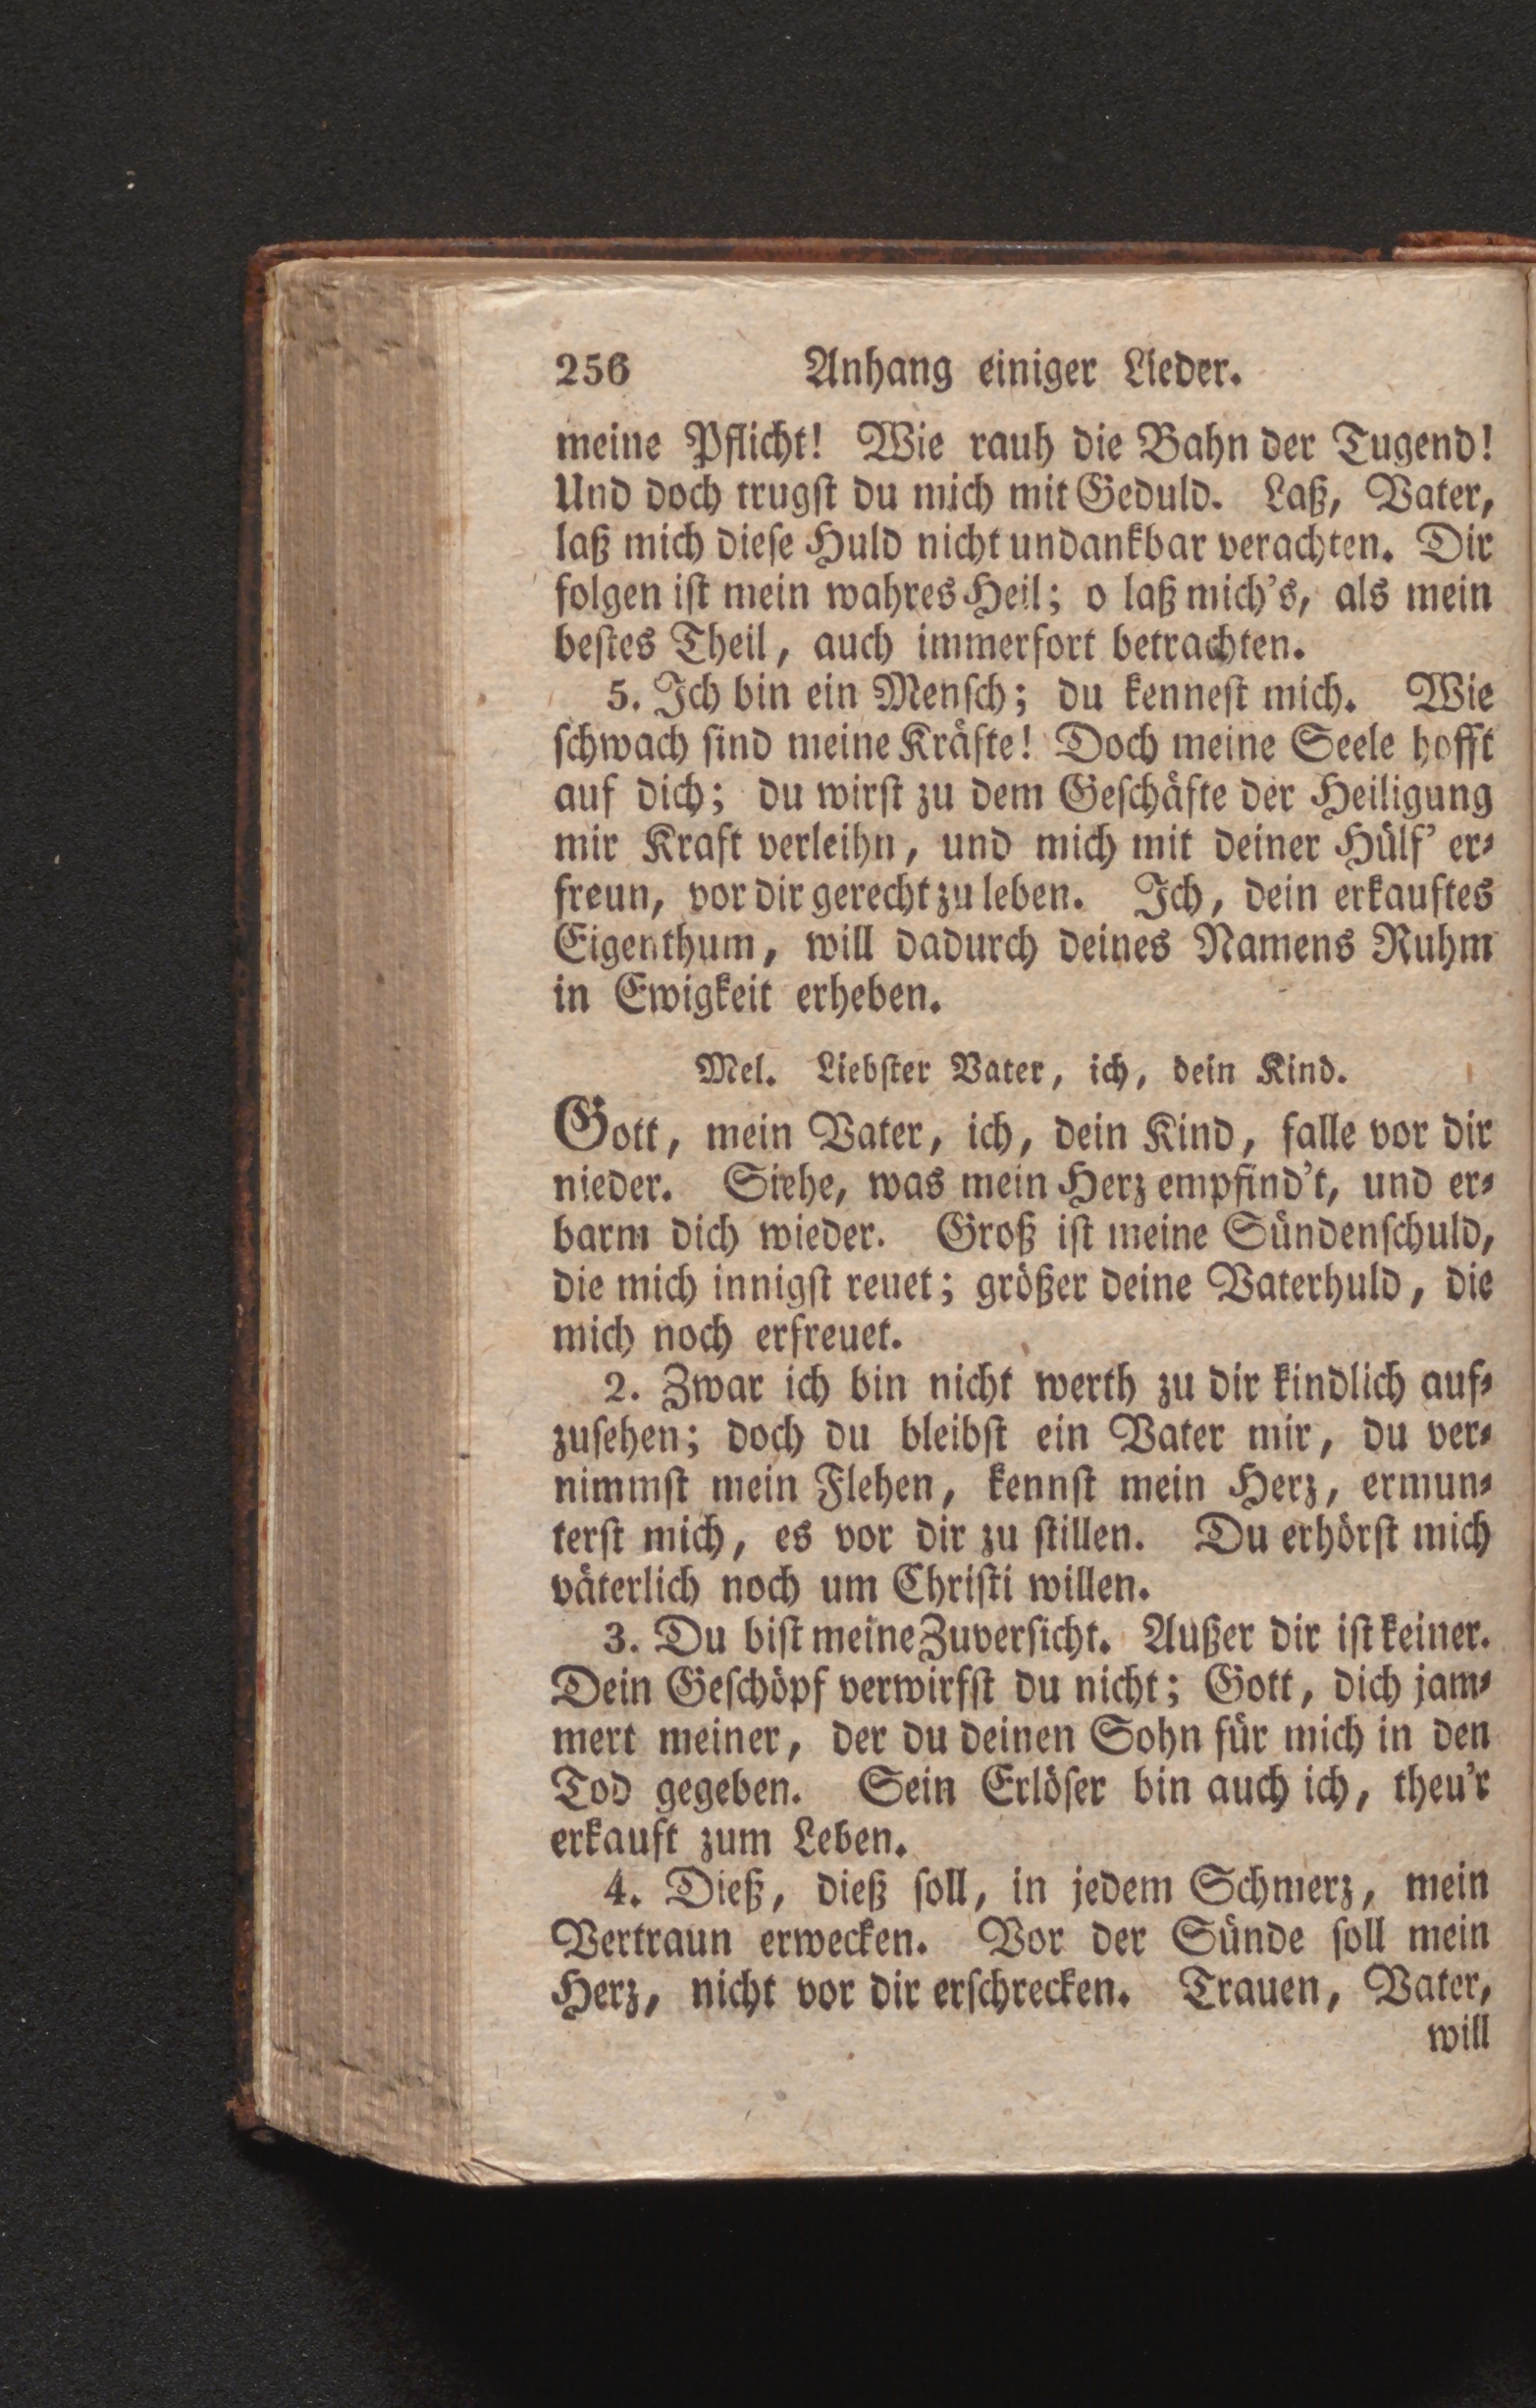 256 Anhang einiger Lieder.
meine Pflicht! Wie rauh die Bahn der Tugend!
Und doch trugſt du mich mit Geduld. Laß, Vater,
laß mich dieſe Huld nicht undankbar verachten. Dir
folgen iſt mein wahres Heil; o laß mich's, als mein
beſtes Theil, auch immerfort betrachten.
5. Ich bin ein Menſch; du kenneſt mich. Wie
ſchwach ſind meine Kräfte! Doch meine Seele hofft
auf dich; du wirſt zu dem Geſchäfte der Heiligung
mir Kraft verleihn, und mich mit deiner Hülf' er⸗
freun, vor dir gerecht zu leben. Ich, dein erkauftes
Eigenthum, will dadurch deines Namens Ruhm
in Ewigkeit erheben.
Mel. Liebſter Vater, ich, dein Kind.
Gott, mein Vater, ich, dein Kind, falle vor dir
nieder. Siehe, was mein Herz empfind't, und er⸗
barm dich wieder. Groß iſt meine Sündenſchuld,
die mich innigſt reuet; größer deine Vaterhuld, die
mich noch erfreuet.
2. Zwar ich bin nicht werth zu dir kindlich auf⸗
zuſehen; doch du bleibſt ein Vater mir, du ver⸗
nimmſt mein Flehen, kennſt mein Herz, ermun⸗
terſt mich, es vor dir zu ſtillen. Du erhörſt mich
väterlich noch um Chriſti willen.
3. Du biſt meine Zuverſicht. Außer dir iſt keiner.
Dein Geſchöpf verwirfſt du nicht; Gott, dich jam⸗
mert meiner, der du deinen Sohn für mich in den
Tod gegeben. Sein Erlöſer bin auch ich, theu'r
erkauft zum Leben.
4. Dieß, dieß ſoll, in jedem Schmerz, mein
Vertraun erwecken. Vor der Sünde ſoll mein
Herz, nicht vor dir erſchrecken. Trauen, Vater,
will